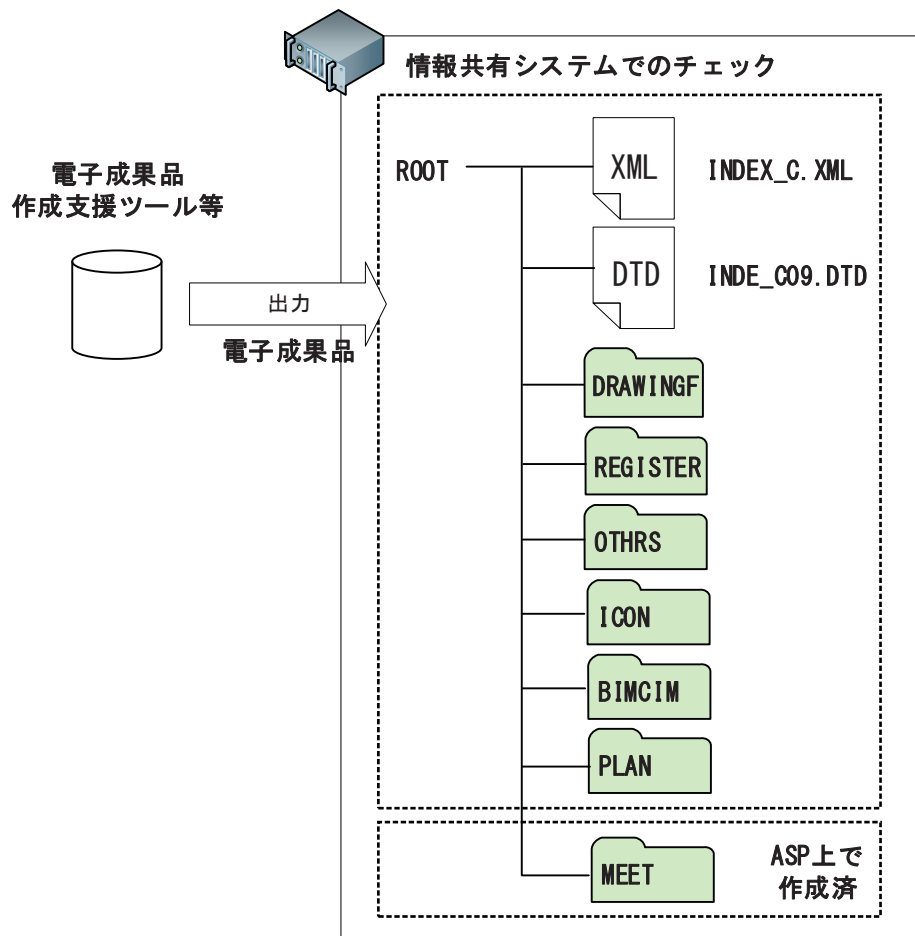 情報共有システムでのチェック
電子成果品
作成支援ツール等
出力
電子成果品
ROOT
XML
INDEX_C.XML
DTD
INDE_C09.DTD
DRAWINGF
REGISTER
OTHRS
ICON
BIMCIM
PLAN
MEET
ASP上で
作成済